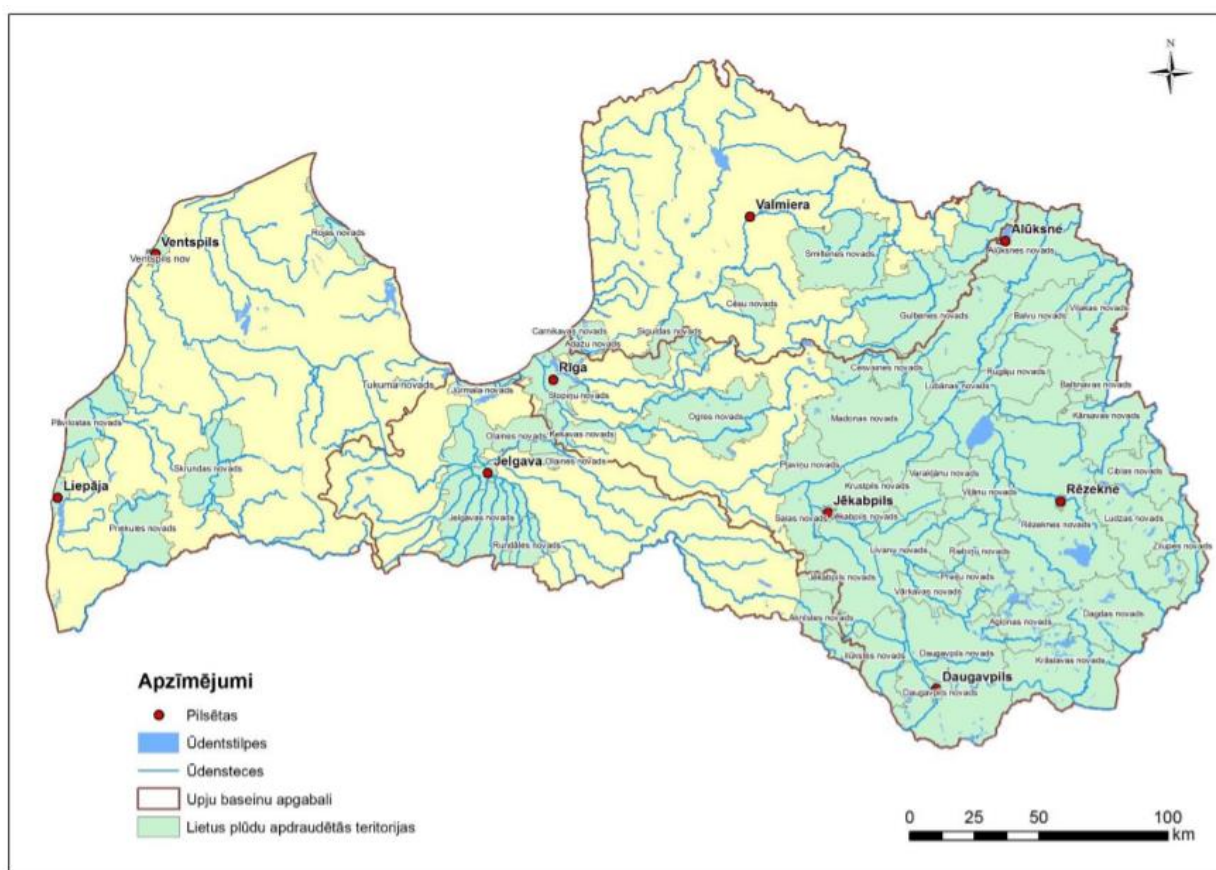 N
Valmiera
Alūksne
Alūksnes novads
Ventspils
Ventspils nov
Rojas novads
Smiltenes novads
Cēsu novads
Gulbenes novads
Balvu novads
Viļakas novads
Carnikavas novads
Siguldas novads
Ādažu novads
Rīga
Cesvaines novads
Lubānas novads
Rugāju novads
Baltinavas novads
Tukuma novads
Jūrmala novads
Stopiņu novads
Ogres novads
Madonas novads
Kārsavas novads
Pāvilostas novads
Olaines novads
Ķekavas novads
Olaines novads
Skrundas novads
Jelgava
Pļaviņu novads
Varakļānu novads
Ciblas novads
Krustpils novads
Viļānu novads
Liepāja
Rēzekne
Jēkabpils
Salas novads
Jēkabpils novads
Rēzeknes novads
Ludzas novads
Jelgavas novads
Priekules novads
Rundāles novads
Līvānu novads
Riebiņu novads
Zilupes novads
Jēkabpils novads
Preiļu novads
Vārkavas novads
Aknīstes novads
Aglonas novads
Dagdas novads
Ilūkstes novads
Daugavpils novads
Krāslavas novads
Daugavpils
Daugavpils novads
Apzīmējumi
Pilsētas
Ūdentstilpes
Ūdensteces
Upju baseinu apgabali
Lietus plūdu apdraudētās teritorijas
0 25 50 100
km